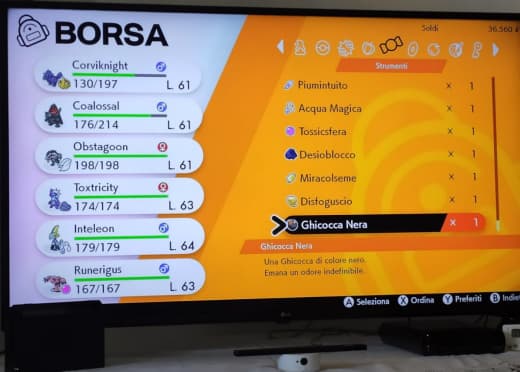 BORSA
Soldi 36.560
Corviknight
130/197 L. 61
Coalossal
176/214 L. 61
Obstagoon
198/198 L. 61
Toxtricity
174/174 L. 63
Inteleon
179/179 L. 64
Runerigus
167/167 L. 63
Strumenti
Piumintuito x 1
Acqua Magica x 1
Tossicsfera x 1
Desioblocco x 1
Miracolseme x 1
Disfoguscio x 1
Ghicocca Nera x 1
Ghicocca Nera
Una Ghicocca di colore nero.
Emana un odore indefinibile.
A Seleziona X Ordina Y Preferiti B Indie
LG